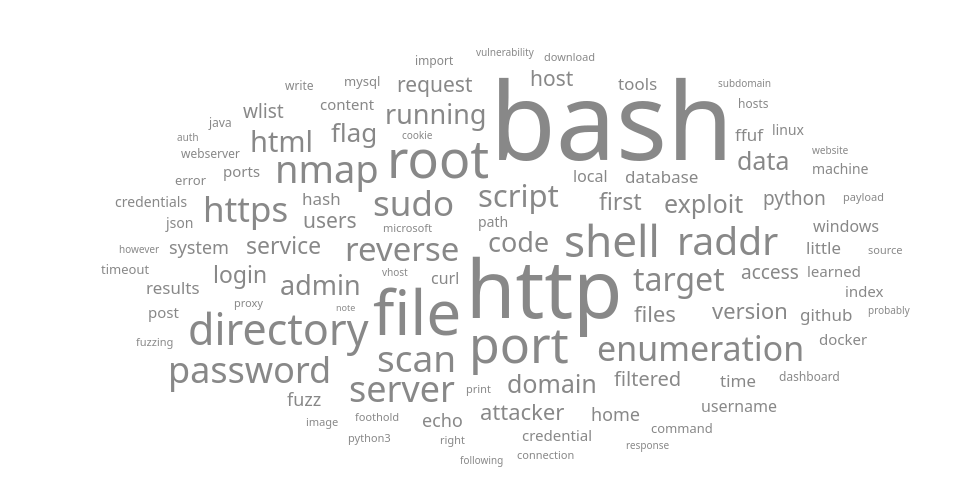 vulnerability
download
import
host
tools
subdomain
write
mysql
request
bash
hosts
content
wlist
running
java
cookie
flag
html
auth
ffuf
linux
webserver
root
data
website
nmap
ports
error
local
database
machine
credentials
https
hash
sudo
script
first
exploit
python
payload
json
users
microsoft
path
windows
however
system
service
reverse
code
shell
raddr
little
source
timeout
login
admin
vhost
curl
http
target
access
learned
results
index
proxy
note
file
files
version
github
probably
post
directory
fuzzing
port
enumeration
docker
password
scan
server
print
domain
filtered
time
dashboard
fuzz
image
foothold
echo
attacker
home
username
python3
right
credential
command
response
following
connection